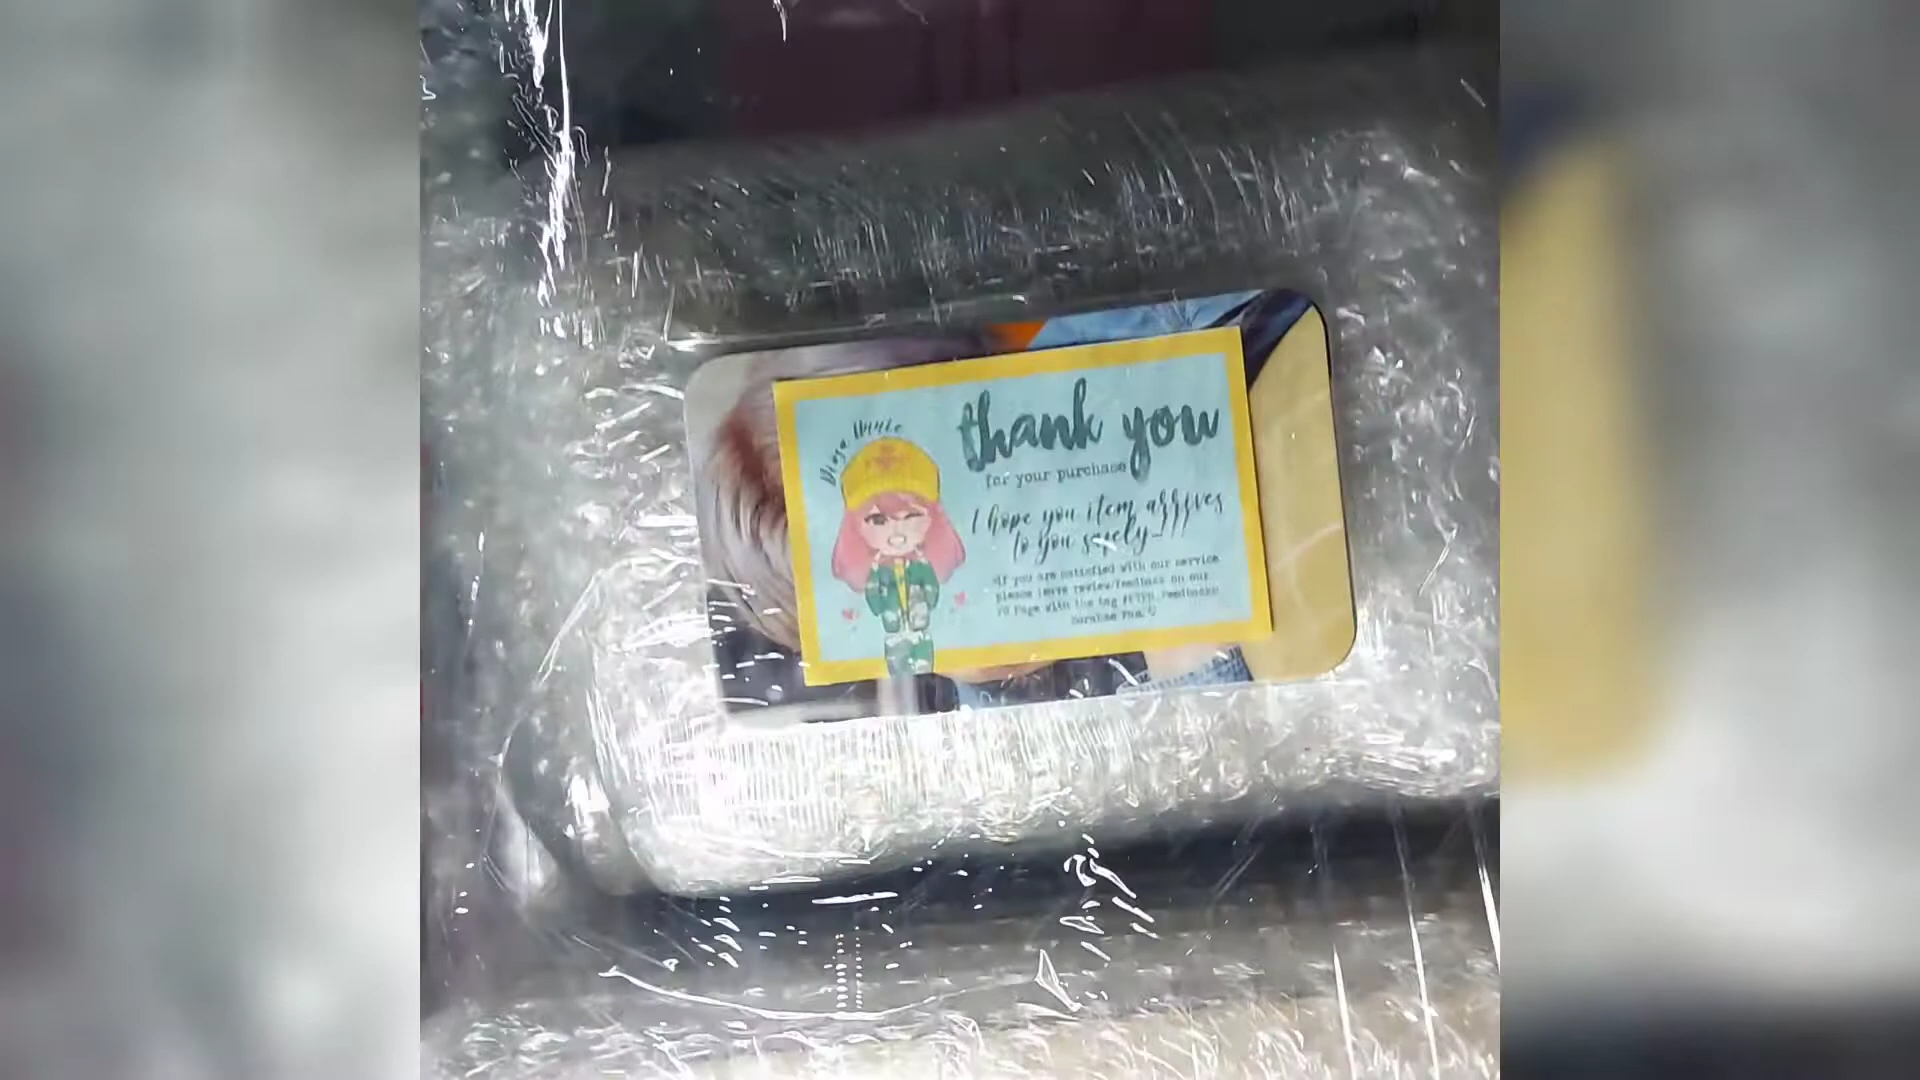 thank you
for your purchase
I hope you item arrives
to you safely
If you are satisfied with our service
please leave review/feedback on our
FB Page with the tag